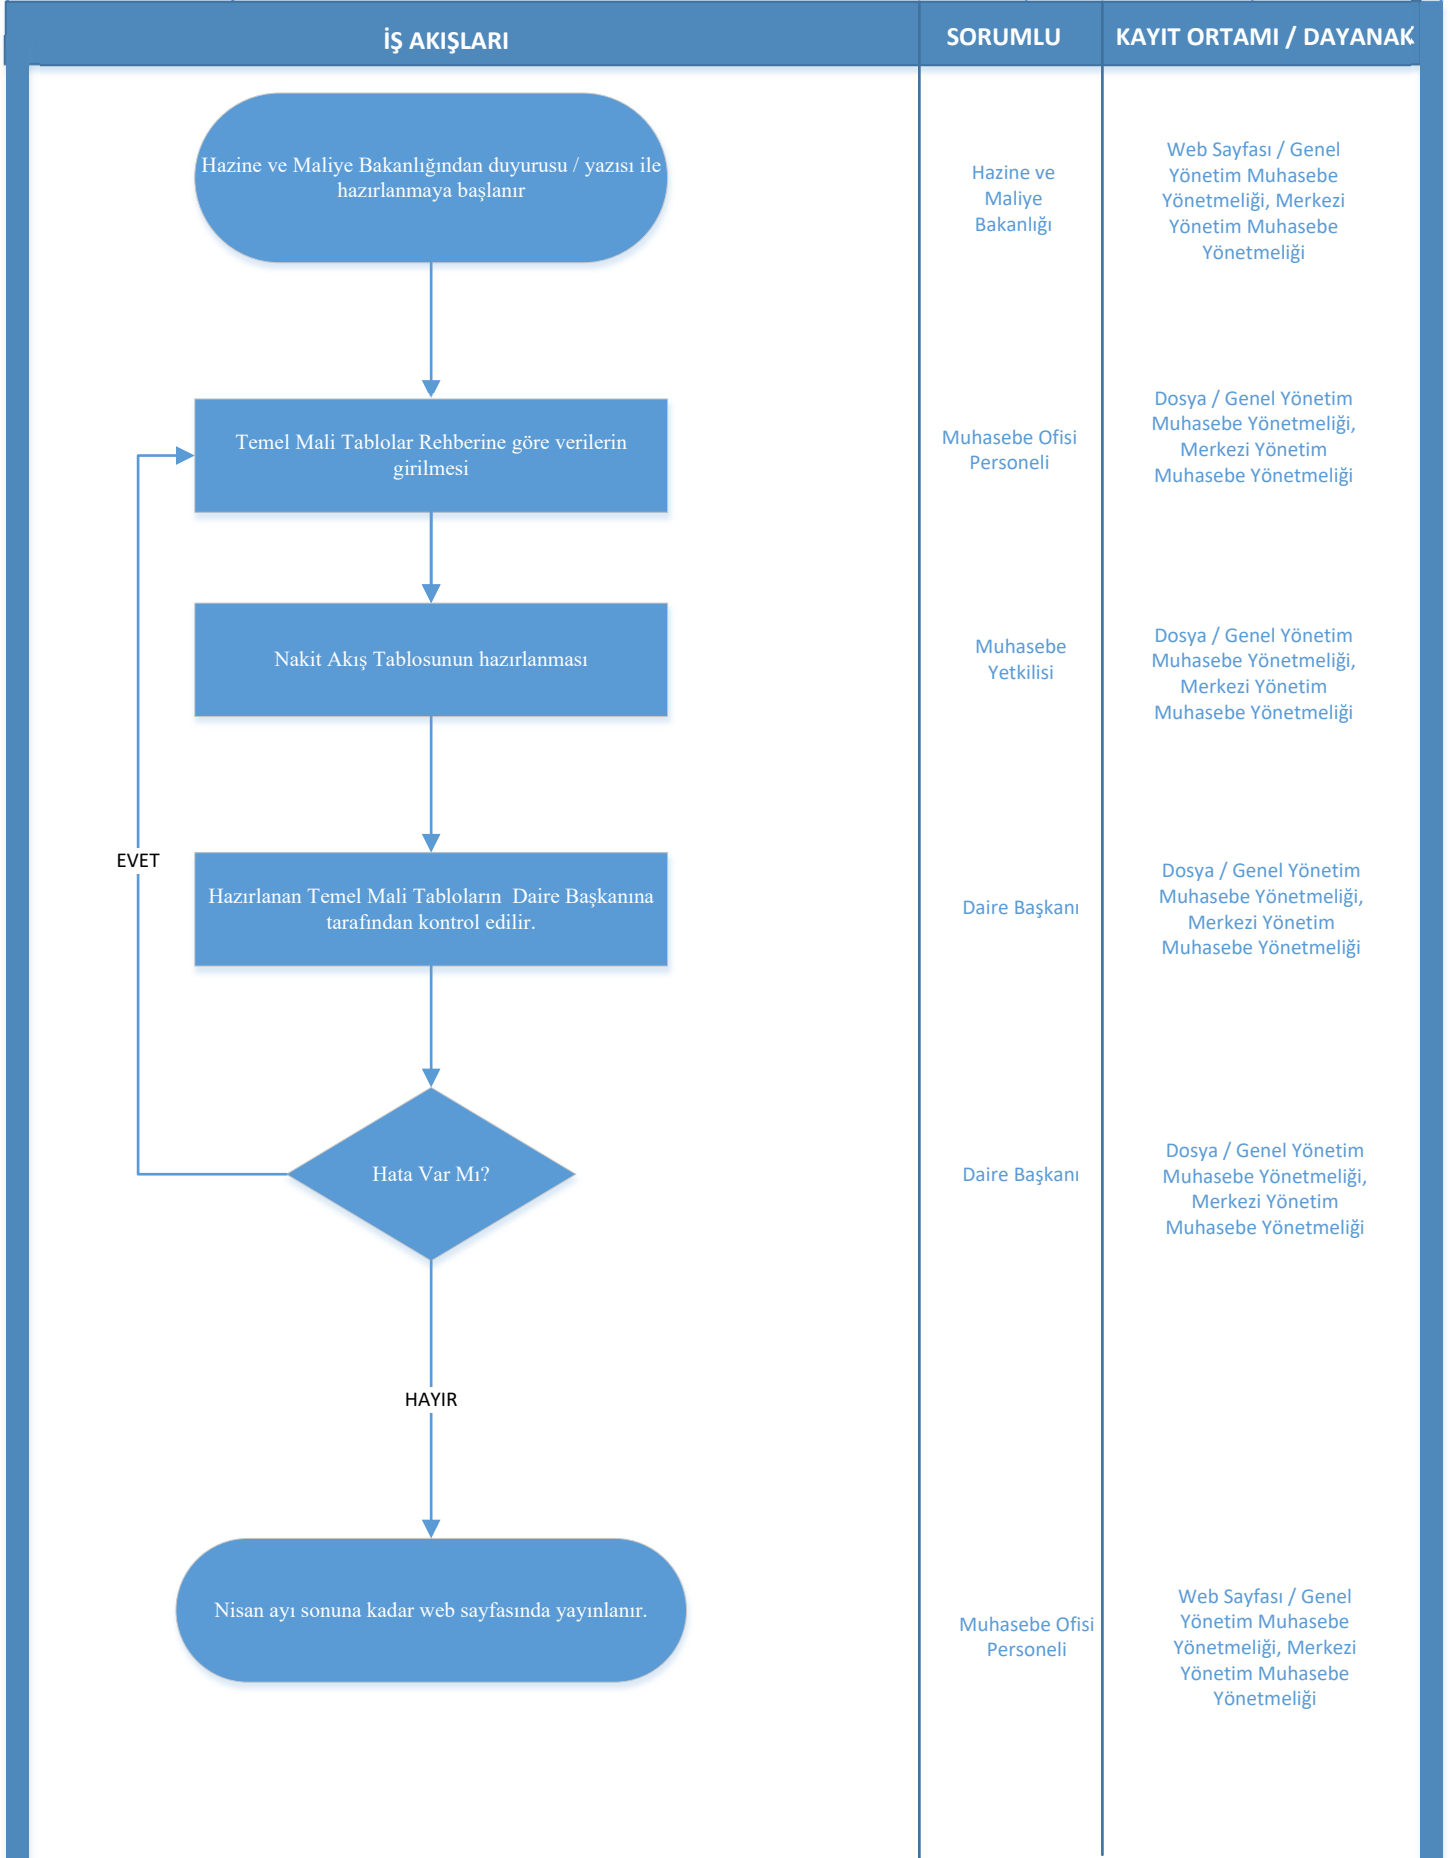 İŞ AKIŞLARI
SORUMLU
KAYIT ORTAMI / DAYANAK
Hazine ve Maliye Bakanlığından duyurusu / yazısı ile
hazırlanmaya başlanır
Hazine ve
Maliye
Bakanlığı
Web Sayfası / Genel
Yönetim Muhasebe
Yönetmeliği, Merkezi
Yönetim Muhasebe
Yönetmeliği
Temel Mali Tablolar Rehberine göre verilerin
girilmesi
Muhasebe Ofisi
Personeli
Dosya / Genel Yönetim
Muhasebe Yönetmeliği,
Merkezi Yönetim
Muhasebe Yönetmeliği
Nakit Akış Tablosunun hazırlanması
Muhasebe
Yetkilisi
Dosya / Genel Yönetim
Muhasebe Yönetmeliği,
Merkezi Yönetim
Muhasebe Yönetmeliği
EVET
Hazırlanan Temel Mali Tabloların  Daire Başkanına
tarafından kontrol edilir.
Daire Başkanı
Dosya / Genel Yönetim
Muhasebe Yönetmeliği,
Merkezi Yönetim
Muhasebe Yönetmeliği
Hata Var Mı?
Daire Başkanı
Dosya / Genel Yönetim
Muhasebe Yönetmeliği,
Merkezi Yönetim
Muhasebe Yönetmeliği
HAYIR
Nisan ayı sonuna kadar web sayfasında yayınlanır.
Muhasebe Ofisi
Personeli
Web Sayfası / Genel
Yönetim Muhasebe
Yönetmeliği, Merkezi
Yönetim Muhasebe
Yönetmeliği